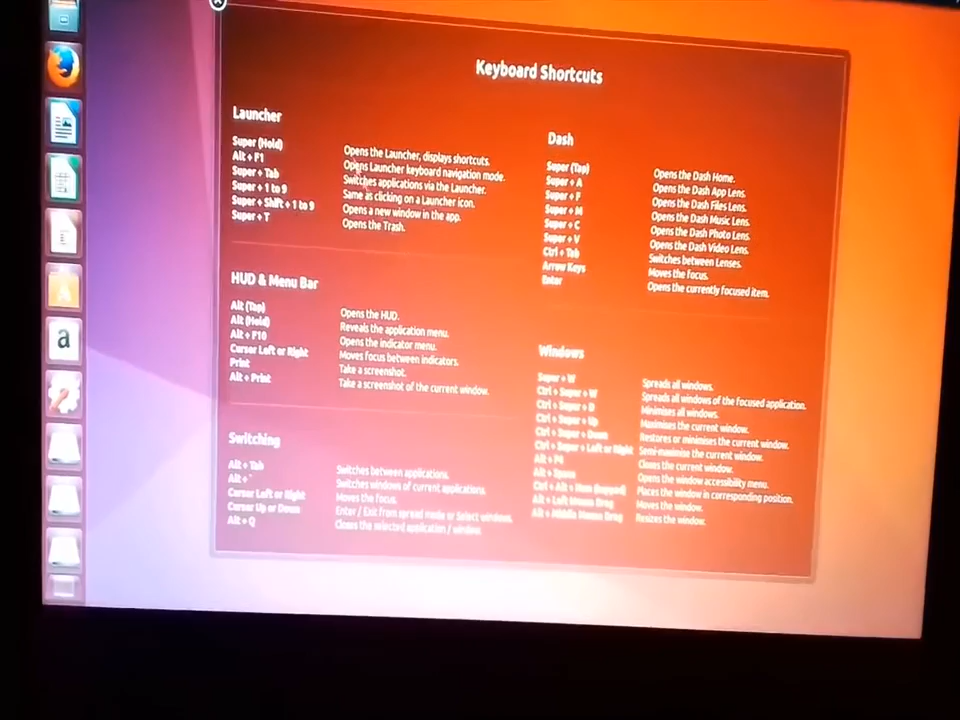 Keyboard Shortcuts
Launcher
Super (Hold) Opens the Launcher, displays shortcuts.
Alt + F1 Opens Launcher keyboard navigation mode.
Super + Tab Switches applications via the Launcher.
Super + 1 to 9 Same as clicking on a Launcher icon.
Super + Shift + 1 to 9 Opens a new window in the app.
Super + T Opens the Trash.
HUD & Menu Bar
Alt (Tap) Opens the HUD.
Alt (Hold) Reveals the application menu.
Alt + F10 Opens the indicator menu.
Cursor Left or Right Moves focus between indicators.
Print Take a screenshot.
Alt + Print Take a screenshot of the current window.
Switching
Alt + Tab Switches between applications.
Alt + ` Switches windows of current applications.
Cursor Left or Right Moves the focus.
Cursor Up or Down Enter / Exit from spread mode or Select windows.
Alt + Q Closes the selected application / window.
Dash
Super (Tap) Opens the Dash Home.
Super + A Opens the Dash App Lens.
Super + F Opens the Dash Files Lens.
Super + M Opens the Dash Music Lens.
Super + C Opens the Dash Photo Lens.
Super + V Opens the Dash Video Lens.
Ctrl + Tab Switches between Lenses.
Arrow Keys Moves the focus.
Enter Opens the currently focused item.
Windows
Super + W Spreads all windows.
Ctrl + Super + W Spreads all windows of the focused application.
Ctrl + Super + D Minimises all windows.
Ctrl + Super + Up Maximises the current window.
Ctrl + Super + Down Restores or minimises the current window.
Ctrl + Super + Left or Right Semi-maximise the current window.
Alt + F4 Closes the current window.
Alt + Space Opens the window accessibility menu.
Ctrl + Alt + Num (keypad) Places the window in corresponding position.
Alt + Left Mouse Drag Moves the window.
Alt + Middle Mouse Drag Resizes the window.
a